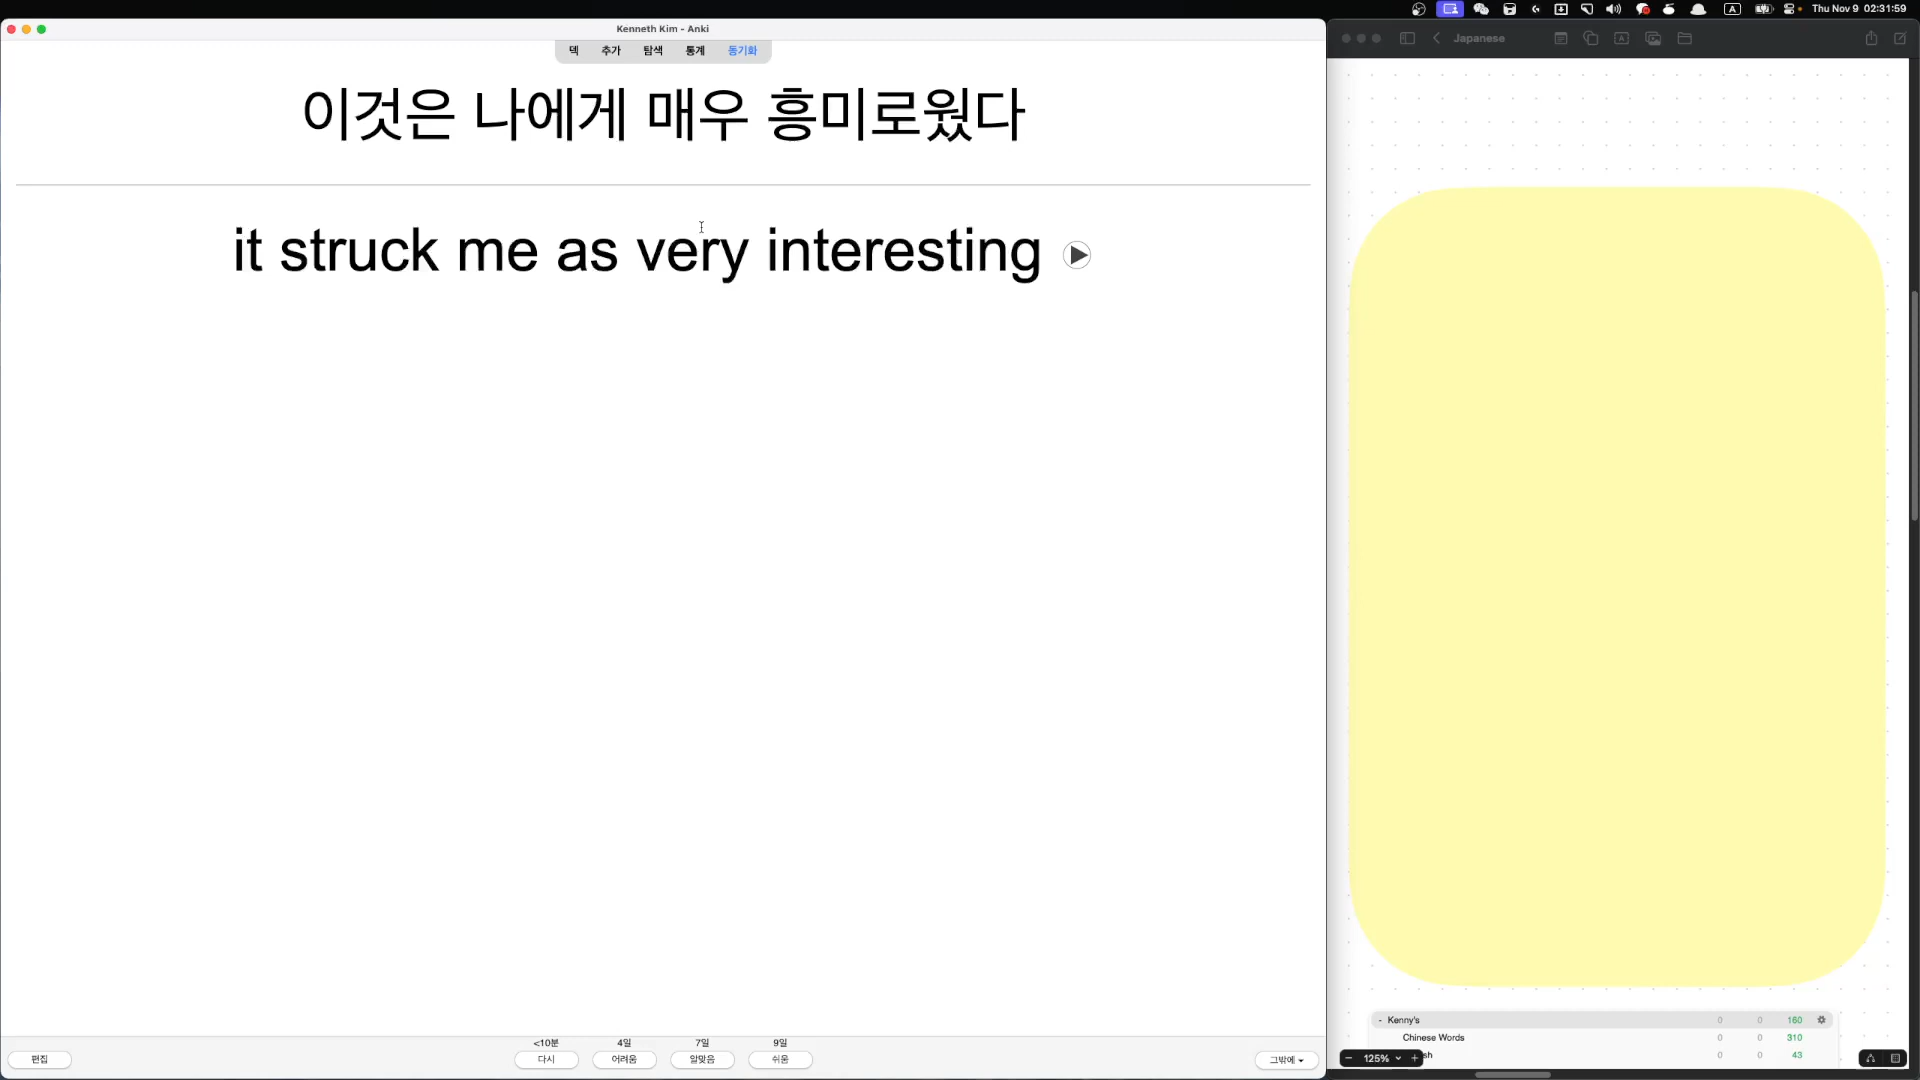 Thu Nov 9 02:31:59
Kenneth Kim - Anki
덱 추가 탐색 통계 동기화
이것은 나에게 매우 흥미로웠다
it struck me as very interesting
<10분 4일 7일 9일
편집 다시 어려움 알맞음 쉬움 그밖에
Japanese
- Kenny's 0 0 160
Chinese Words 0 0 310
sh 0 0 43
− 125% +